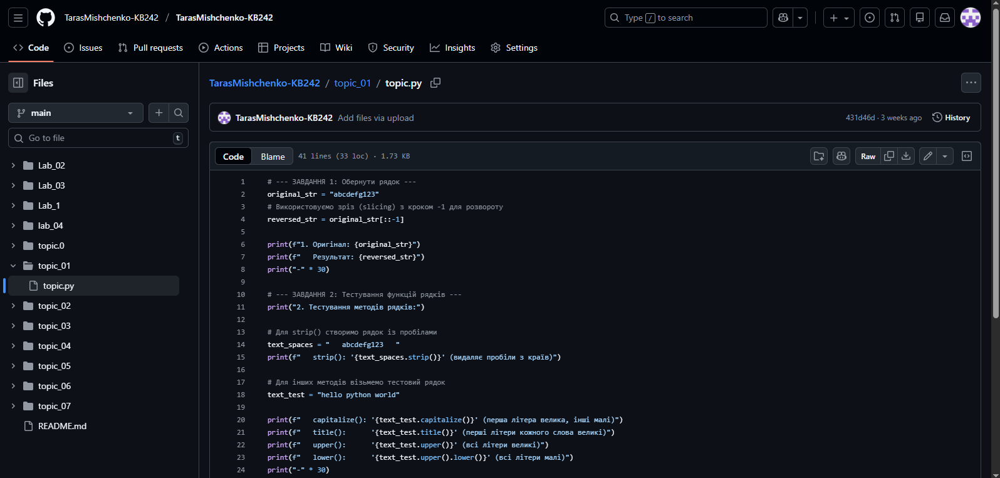 TarasMishchenko-KB242 / TarasMishchenko-KB242
Type / to search
Code
Issues
Pull requests
Actions
Projects
Wiki
Security
Insights
Settings
Files
main
Go to file
t
Lab_02
Lab_03
Lab_1
lab_04
topic.0
topic_01
topic.py
topic_02
topic_03
topic_04
topic_05
topic_06
topic_07
README.md
TarasMishchenko-KB242 / topic_01 / topic.py
TarasMishchenko-KB242 Add files via upload
431d46d · 3 weeks ago
History
Code
Blame
41 lines (33 loc) · 1.73 KB
Raw
1 # --- ЗАВДАННЯ 1: Обернути рядок ---
2 original_str = "abcdefg123"
3 # Використовуємо зріз (slicing) з кроком -1 для розвороту
4 reversed_str = original_str[::-1]
5
6 print(f"1. Оригінал: {original_str}")
7 print(f"   Результат: {reversed_str}")
8 print("-" * 30)
9
10 # --- ЗАВДАННЯ 2: Тестування функцій рядків ---
11 print("2. Тестування методів рядків:")
12
13 # Для strip() створимо рядок із пробілами
14 text_spaces = "   abcdefg123   "
15 print(f"   strip(): '{text_spaces.strip()}' (видаляє пробіли з країв)")
16
17 # Для інших методів візьмемо тестовий рядок
18 text_test = "hello python world"
19
20 print(f"   capitalize(): '{text_test.capitalize()}' (перша літера велика, інші малі)")
21 print(f"   title():      '{text_test.title()}' (перші літери кожного слова великі)")
22 print(f"   upper():      '{text_test.upper()}' (всі літери великі)")
23 print(f"   lower():      '{text_test.upper().lower()}' (всі літери малі)")
24 print("-" * 30)